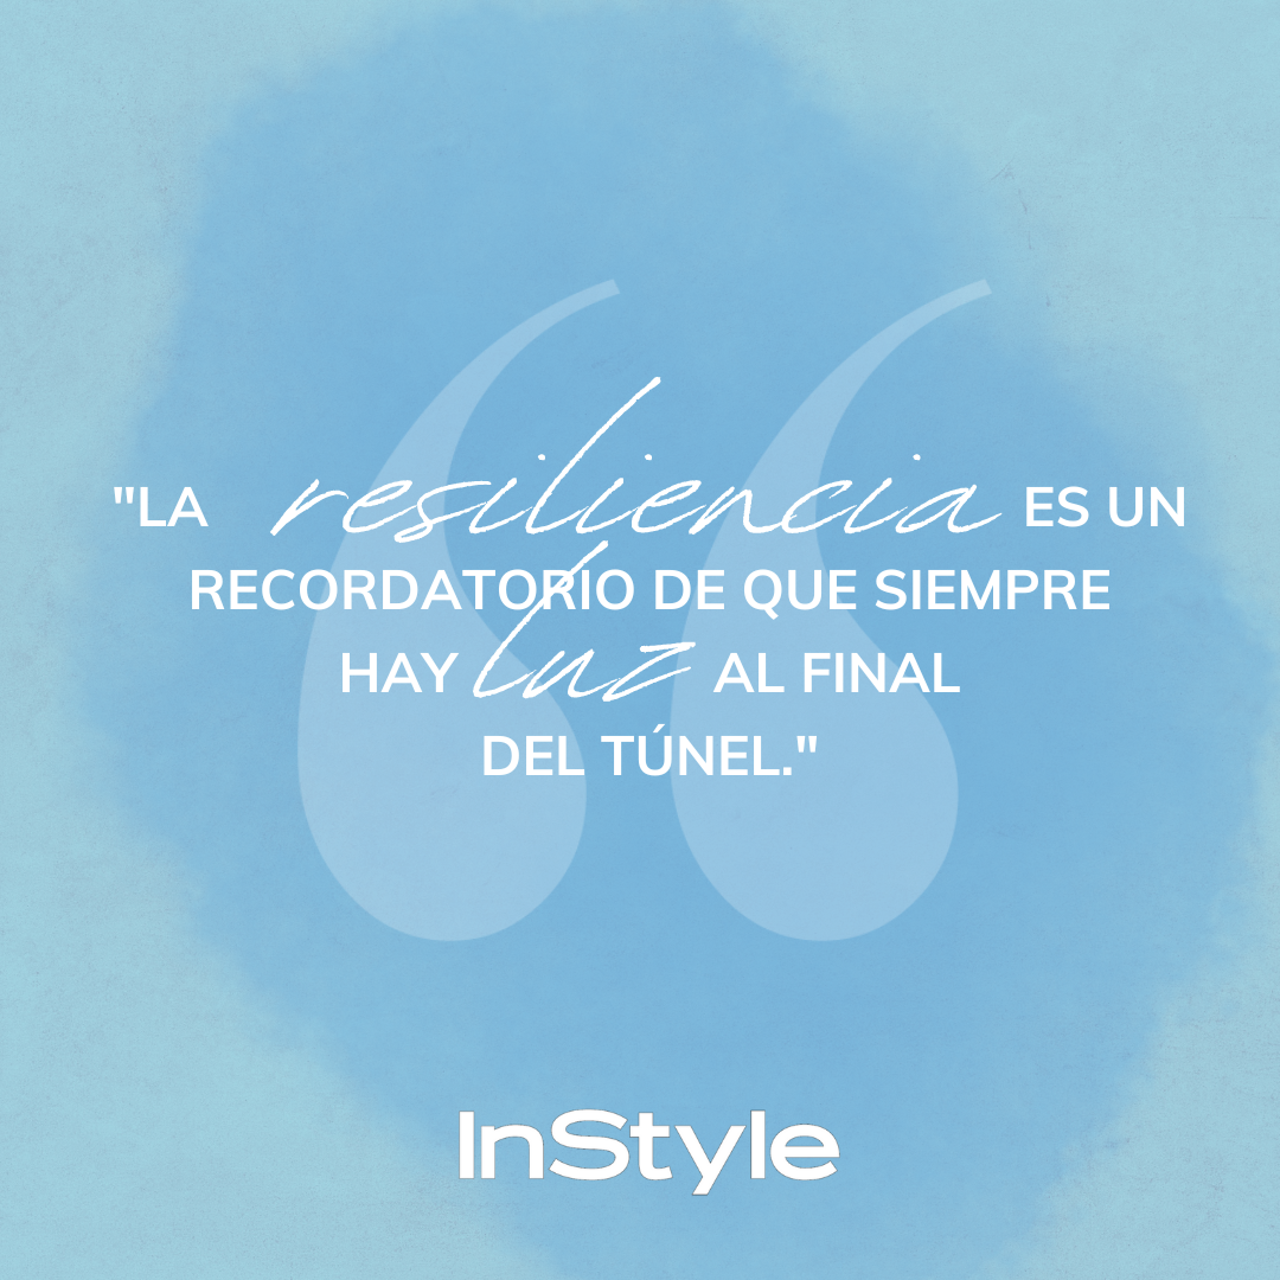 "LA resiliencia ES UN
RECORDATORIO DE QUE SIEMPRE
HAY luz AL FINAL
DEL TÚNEL."
InStyle